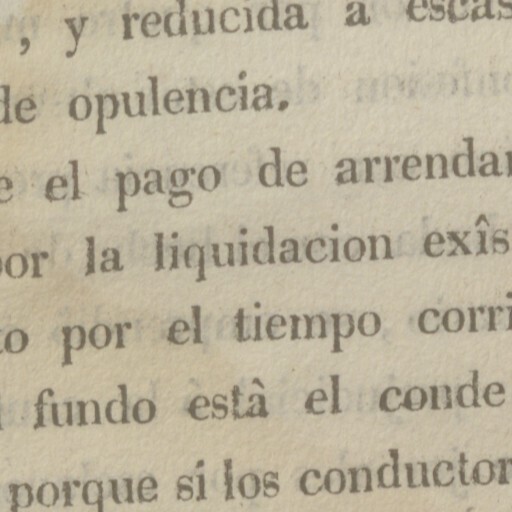 , y reducida a escas
de opulencia.
e el pago de arrendar
por la liquidacion exîs
to por el tiempo corri
fundo està el conde
porque si los conductor